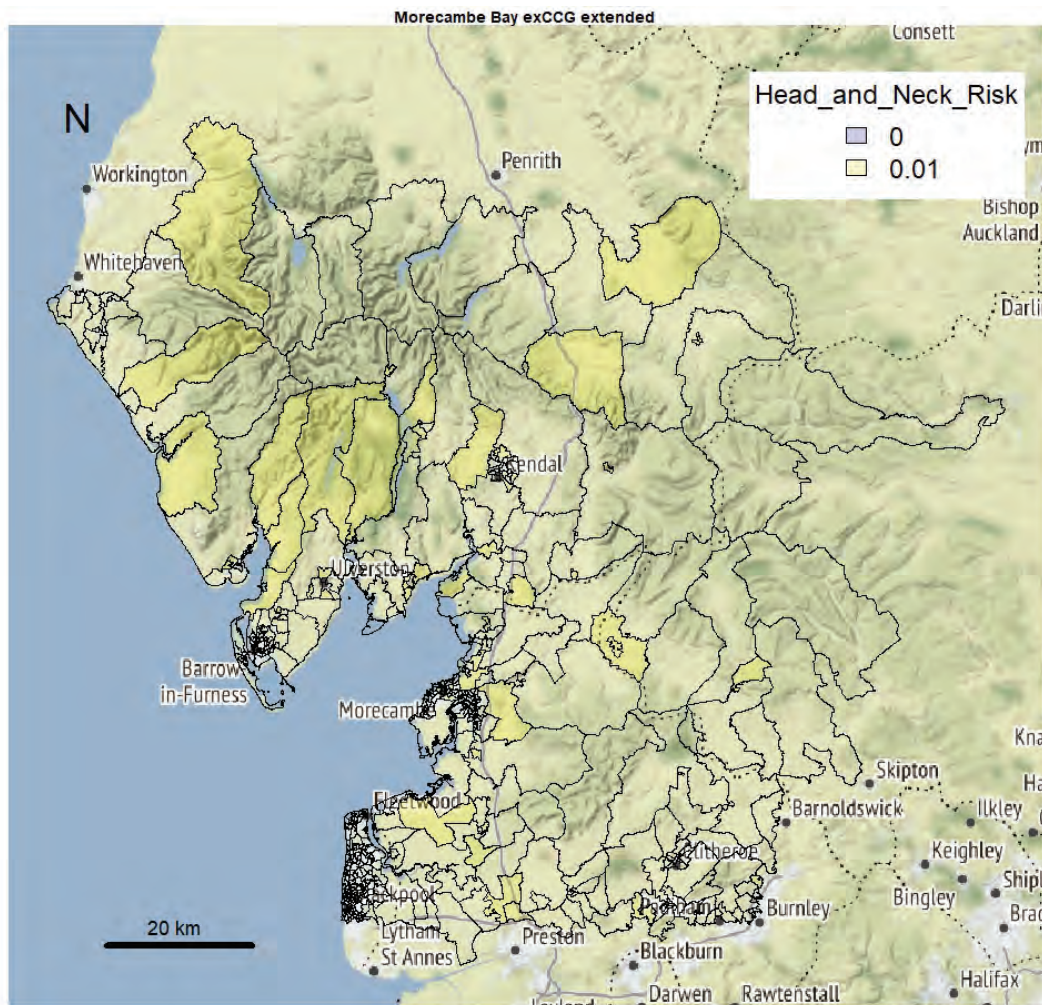 Morecambe Bay exCCG extended
Consett
Head_and_Neck_Risk
0
0.01
N
Workington
Penrith
Bishop
Auckland
Whitehaven
Kendal
Ulverston
Barrow
in-Furness
Morecambe
Skipton
Fleetwood
Barnoldswick
Ilkley
Clitheroe
Keighley
Bingley
Padiham
Burnley
20 km
Lytham
St Annes
Preston
Blackburn
Halifax
Darwen
Rawtenstall